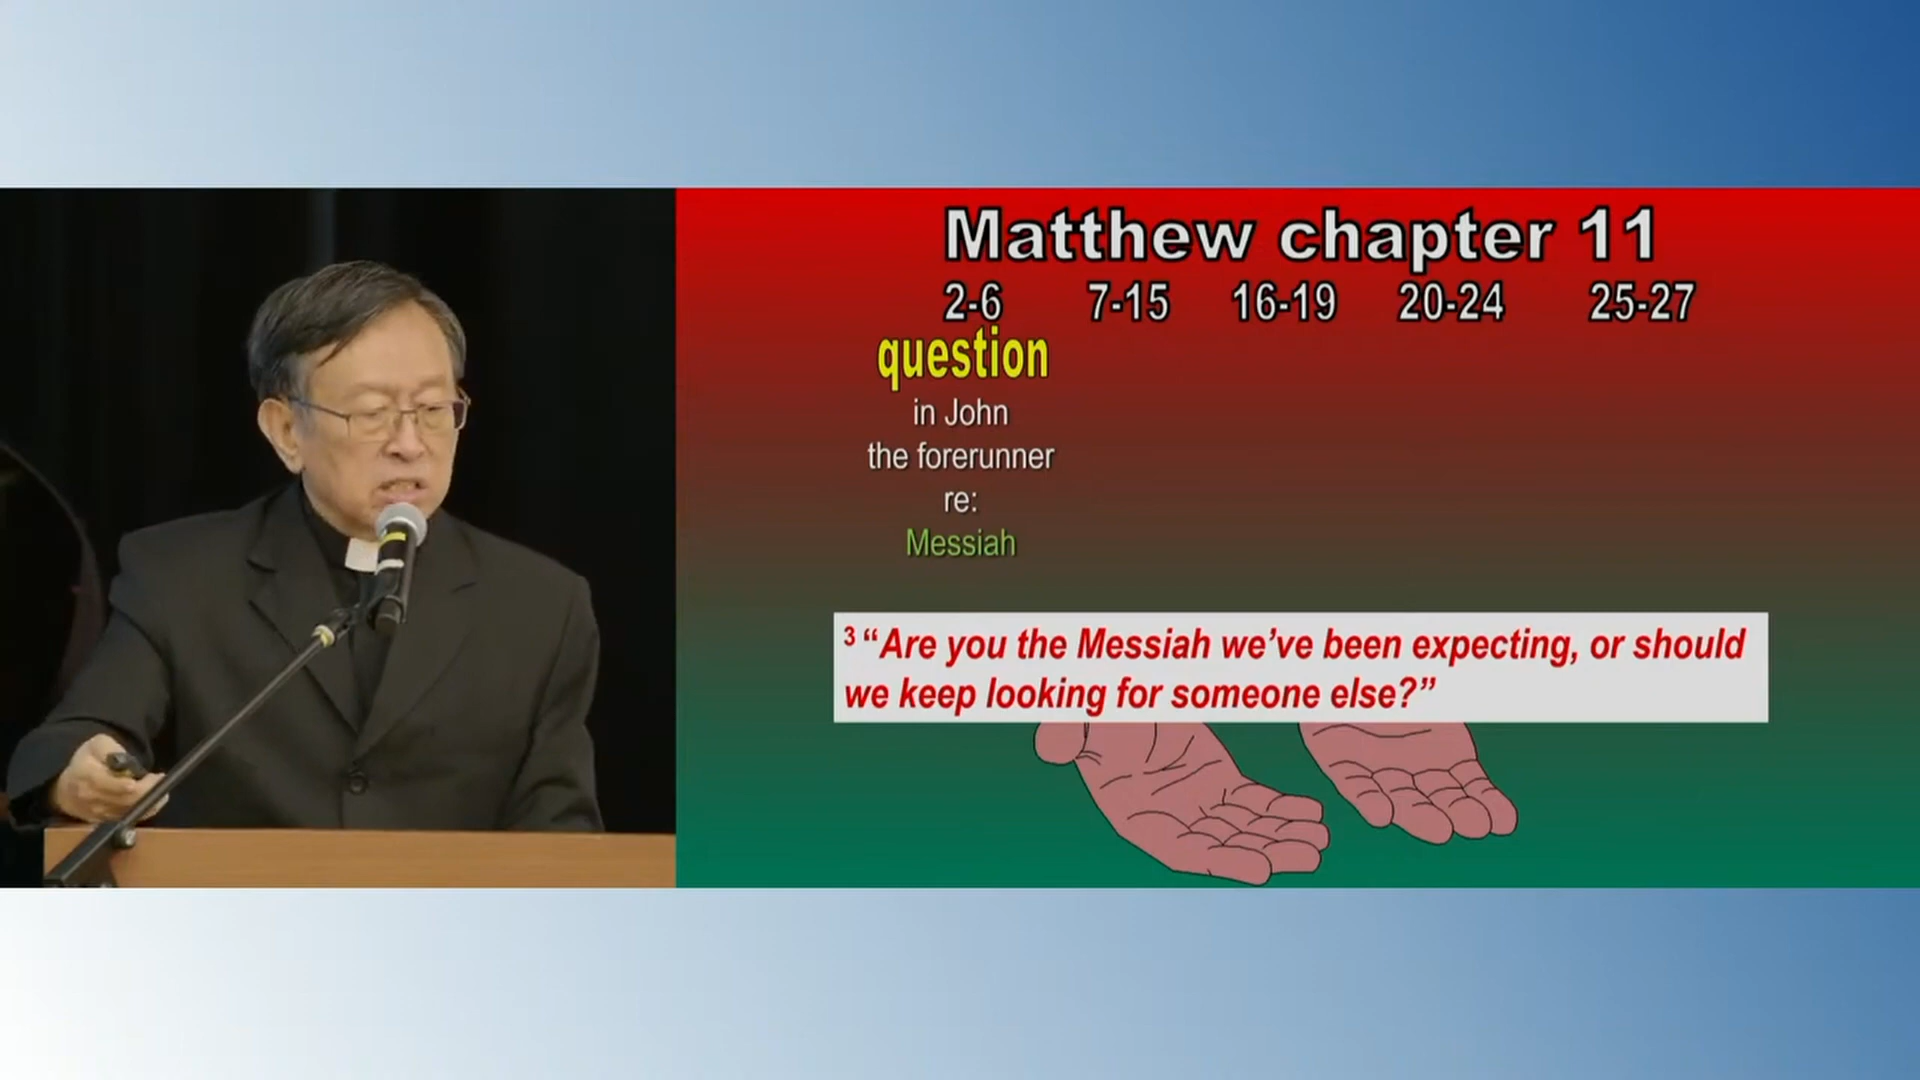 Matthew chapter 11
2-6 7-15 16-19 20-24 25-27
question
in John
the forerunner
re:
Messiah
3 “Are you the Messiah we’ve been expecting, or should
we keep looking for someone else?”